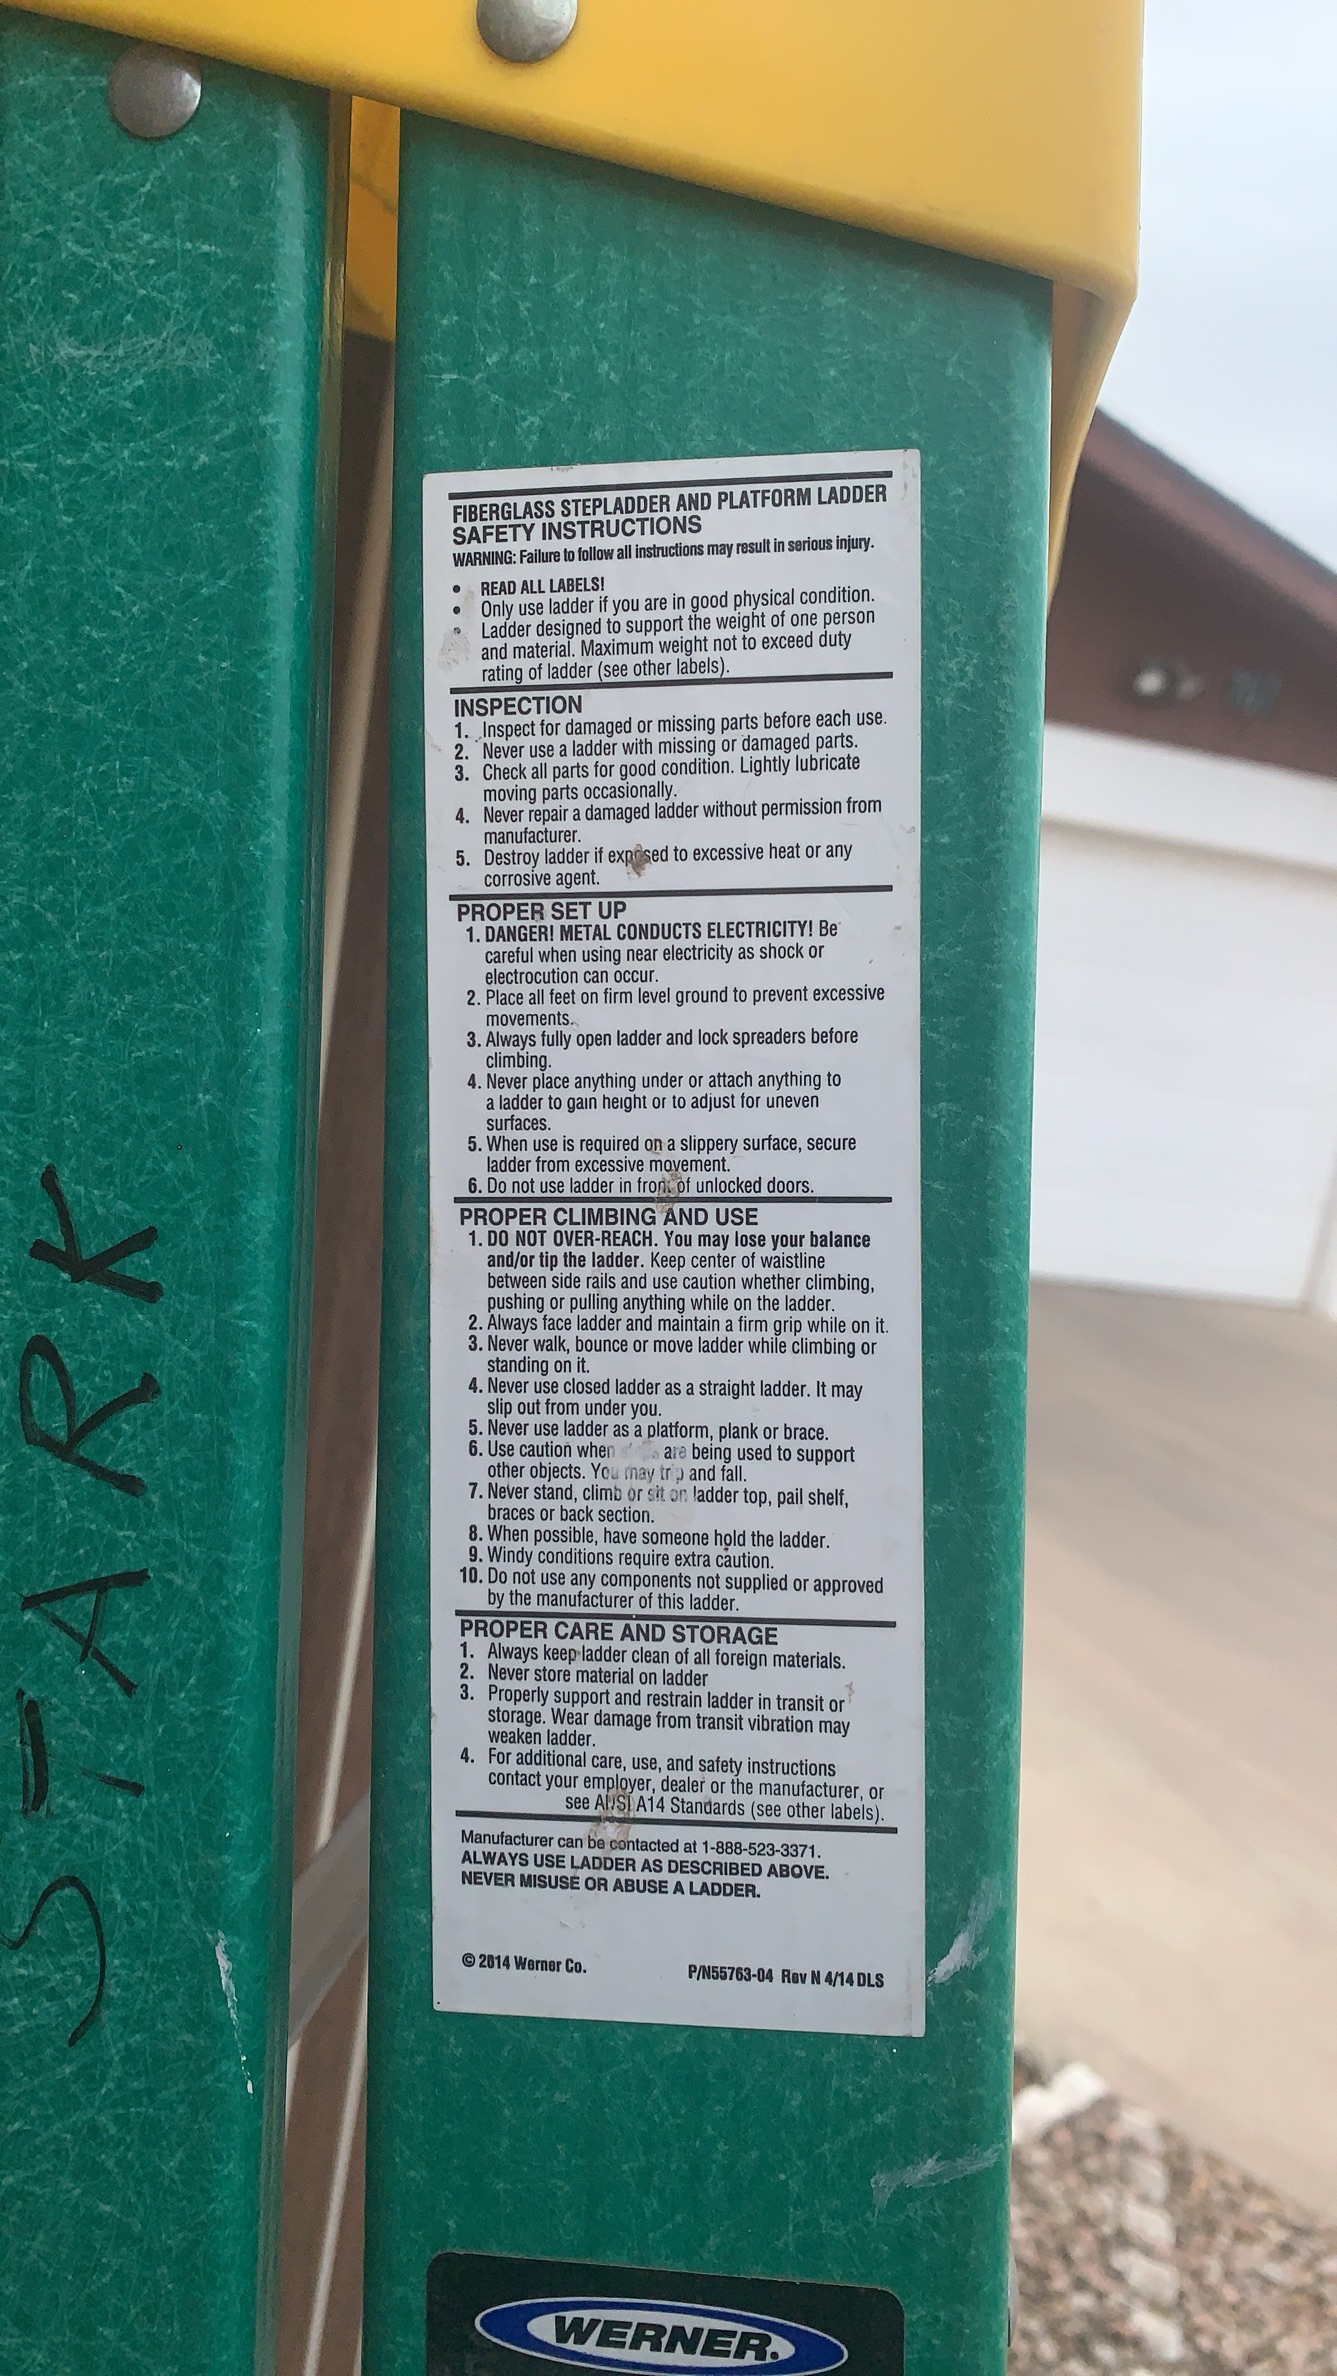 FIBERGLASS STEPLADDER AND PLATFORM LADDER
SAFETY INSTRUCTIONS
WARNING: Failure to follow all instructions may result in serious injury.
• READ ALL LABELS!
• Only use ladder if you are in good physical condition.
• Ladder designed to support the weight of one person
and material. Maximum weight not to exceed duty
rating of ladder (see other labels).
INSPECTION
1. Inspect for damaged or missing parts before each use.
2. Never use a ladder with missing or damaged parts.
3. Check all parts for good condition. Lightly lubricate
moving parts occasionally.
4. Never repair a damaged ladder without permission from
manufacturer.
5. Destroy ladder if exposed to excessive heat or any
corrosive agent.
PROPER SET UP
1. DANGER! METAL CONDUCTS ELECTRICITY! Be
careful when using near electricity as shock or
electrocution can occur.
2. Place all feet on firm level ground to prevent excessive
movements.
3. Always fully open ladder and lock spreaders before
climbing.
4. Never place anything under or attach anything to
a ladder to gain height or to adjust for uneven
surfaces.
5. When use is required on a slippery surface, secure
ladder from excessive movement.
6. Do not use ladder in front of unlocked doors.
PROPER CLIMBING AND USE
1. DO NOT OVER-REACH. You may lose your balance
and/or tip the ladder. Keep center of waistline
between side rails and use caution whether climbing,
pushing or pulling anything while on the ladder.
2. Always face ladder and maintain a firm grip while on it.
3. Never walk, bounce or move ladder while climbing or
standing on it.
4. Never use closed ladder as a straight ladder. It may
slip out from under you.
5. Never use ladder as a platform, plank or brace.
6. Use caution when are being used to support
other objects. You may trip and fall.
7. Never stand, climb or sit on ladder top, pail shelf,
braces or back section.
8. When possible, have someone hold the ladder.
9. Windy conditions require extra caution.
10. Do not use any components not supplied or approved
by the manufacturer of this ladder.
PROPER CARE AND STORAGE
1. Always keep ladder clean of all foreign materials.
2. Never store material on ladder
3. Properly support and restrain ladder in transit or
storage. Wear damage from transit vibration may
weaken ladder.
4. For additional care, use, and safety instructions
contact your employer, dealer or the manufacturer, or
see ANSI A14 Standards (see other labels).
Manufacturer can be contacted at 1-888-523-3371.
ALWAYS USE LADDER AS DESCRIBED ABOVE.
NEVER MISUSE OR ABUSE A LADDER.
© 2014 Werner Co. P/N55763-04 Rev N 4/14 DLS
WERNER.
STARK